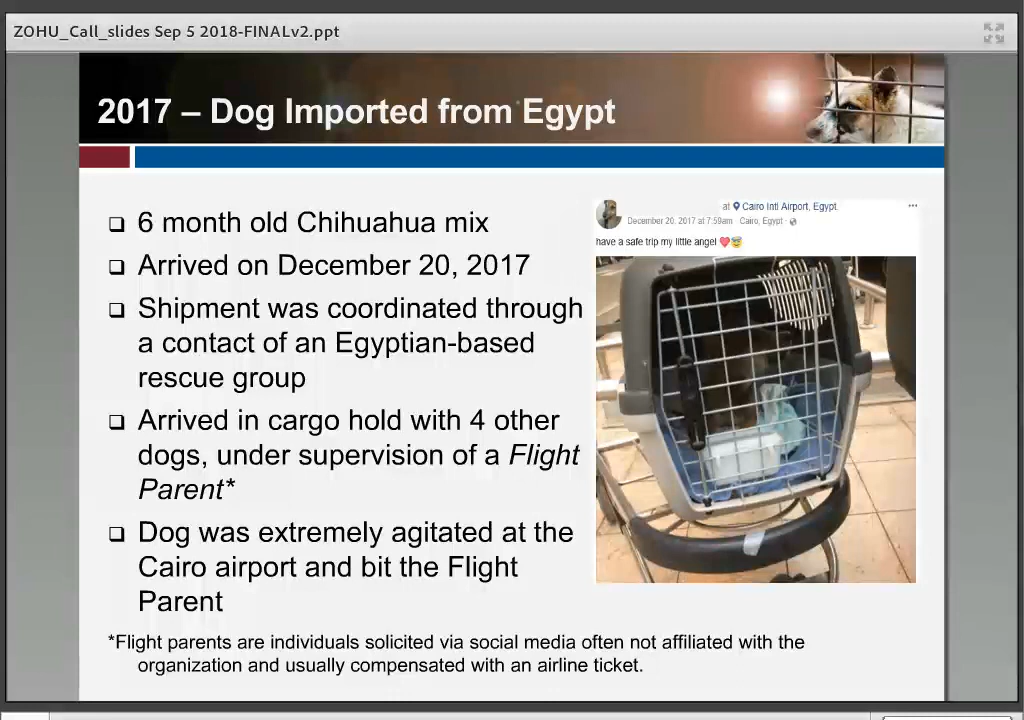 ZOHU_Call_slides Sep 5 2018-FINALv2.ppt
2017 – Dog Imported from Egypt
6 month old Chihuahua mix
Arrived on December 20, 2017
Shipment was coordinated through
a contact of an Egyptian-based
rescue group
Arrived in cargo hold with 4 other
dogs, under supervision of a Flight
Parent*
Dog was extremely agitated at the
Cairo airport and bit the Flight
Parent
at Cairo Intl Airport, Egypt.
December 20, 2017 at 7:59am · Cairo, Egypt ·
have a safe trip my little angel ❤️😇
*Flight parents are individuals solicited via social media often not affiliated with the
organization and usually compensated with an airline ticket.